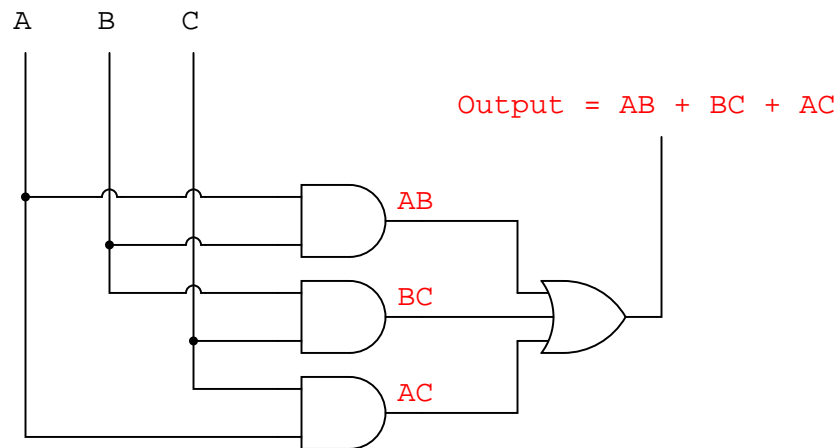 A B C
Output = AB + BC + AC
AB
BC
AC